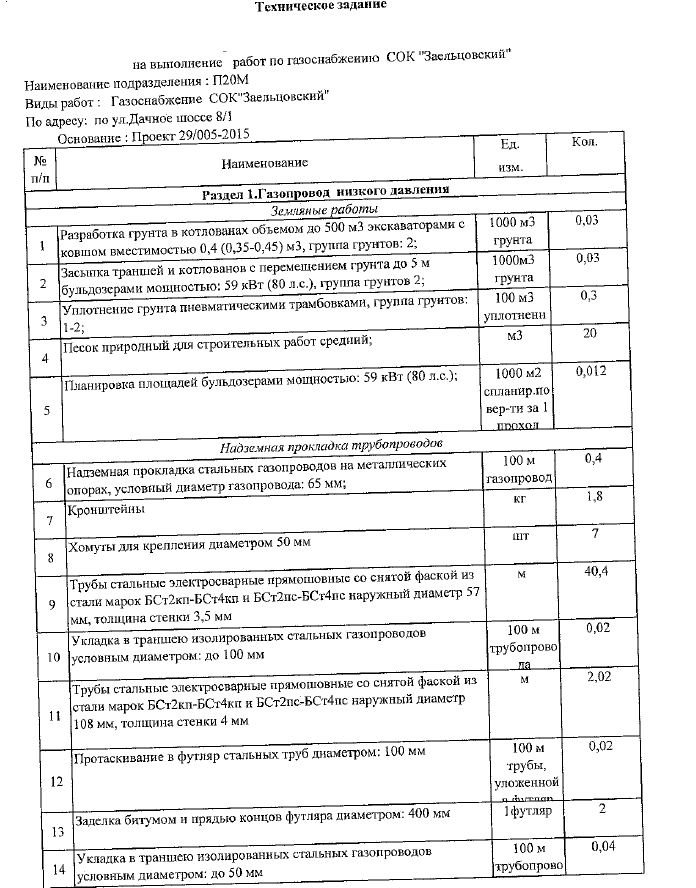 Техническое задание
на выполнение работ по газоснабжению СОК "Заельцовский"
Наименование подразделения : П20М
Виды работ : Газоснабжение СОК"Заельцовский"
По адресу: по ул.Дачное шоссе 8/1
Основание : Проект 29/005-2015
№ п/п Наименование Ед. изм. Кол.
Раздел 1.Газопровод низкого давления
Земляные работы
1 Разработка грунта в котлованах объемом до 500 м3 экскаваторами с 1000 м3 0,03
ковшом вместимостью 0,4 (0,35-0,45) м3, группа грунтов: 2; грунта
2 Засыпка траншей и котлованов с перемещением грунта до 5 м 1000м3 0,03
бульдозерами мощностью: 59 кВт (80 л.с.), группа грунтов 2; грунта
3 Уплотнение грунта пневматическими трамбовками, группа грунтов: 100 м3 0,3
1-2; уплотнени
4 Песок природный для строительных работ средний; м3 20
5 Планировка площадей бульдозерами мощностью: 59 кВт (80 л.с.); 1000 м2 0,012
спланир.по
вер-ти за 1
проход
Надземная прокладка трубопроводов
6 Надземная прокладка стальных газопроводов на металлических 100 м 0,4
опорах, условный диаметр газопровода: 65 мм; газопровод
7 Кронштейны кг 1,8
8 Хомуты для крепления диаметром 50 мм шт 7
9 Трубы стальные электросварные прямошовные со снятой фаской из м 40,4
стали марок БСт2кп-БСт4кп и БСт2пс-БСт4пс наружный диаметр 57
мм, толщина стенки 3,5 мм
10 Укладка в траншею изолированных стальных газопроводов 100 м 0,02
условным диаметром: до 100 мм трубопрово
да
11 Трубы стальные электросварные прямошовные со снятой фаской из м 2,02
стали марок БСт2кп-БСт4кп и БСт2пс-БСт4пс наружный диаметр
108 мм, толщина стенки 4 мм
12 Протаскивание в футляр стальных труб диаметром: 100 мм 100 м 0,02
трубы,
уложенной
в футляр
13 Заделка битумом и прядью концов футляра диаметром: 400 мм 1футляр 2
14 Укладка в траншею изолированных стальных газопроводов 100 м 0,04
условным диаметром: до 50 мм трубопрово